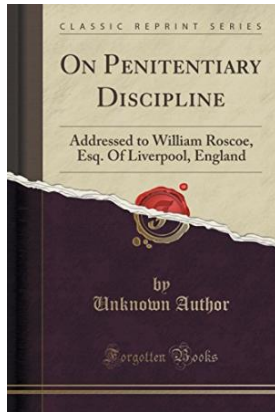 CLASSIC REPRINT SERIES
ON PENITENTIARY
DISCIPLINE
Addressed to William Roscoe,
Esq. Of Liverpool, England
by
Unknown Author
Forgotten Books